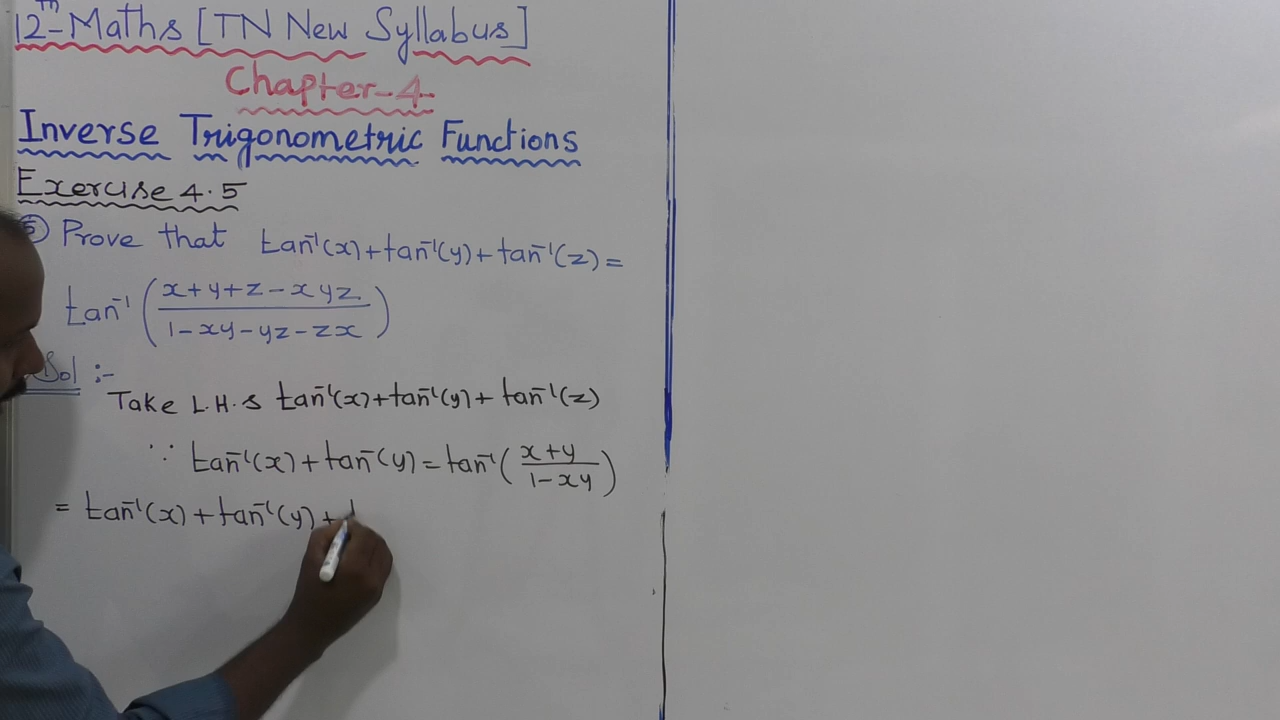 12th Maths [TN New Syllabus]
Chapter-4
Inverse Trigonometric Functions
Exercise 4.5
⑤ Prove that tan⁻¹(x)+tan⁻¹(y)+tan⁻¹(z)=
tan⁻¹((x+y+z-xyz)/(1-xy-yz-zx))
Sol :-
Take L.H.S tan⁻¹(x)+tan⁻¹(y)+tan⁻¹(z)
∵ tan⁻¹(x)+tan⁻(y)=tan⁻¹((x+y)/(1-xy))
= tan⁻¹(x)+tan⁻¹(y)+